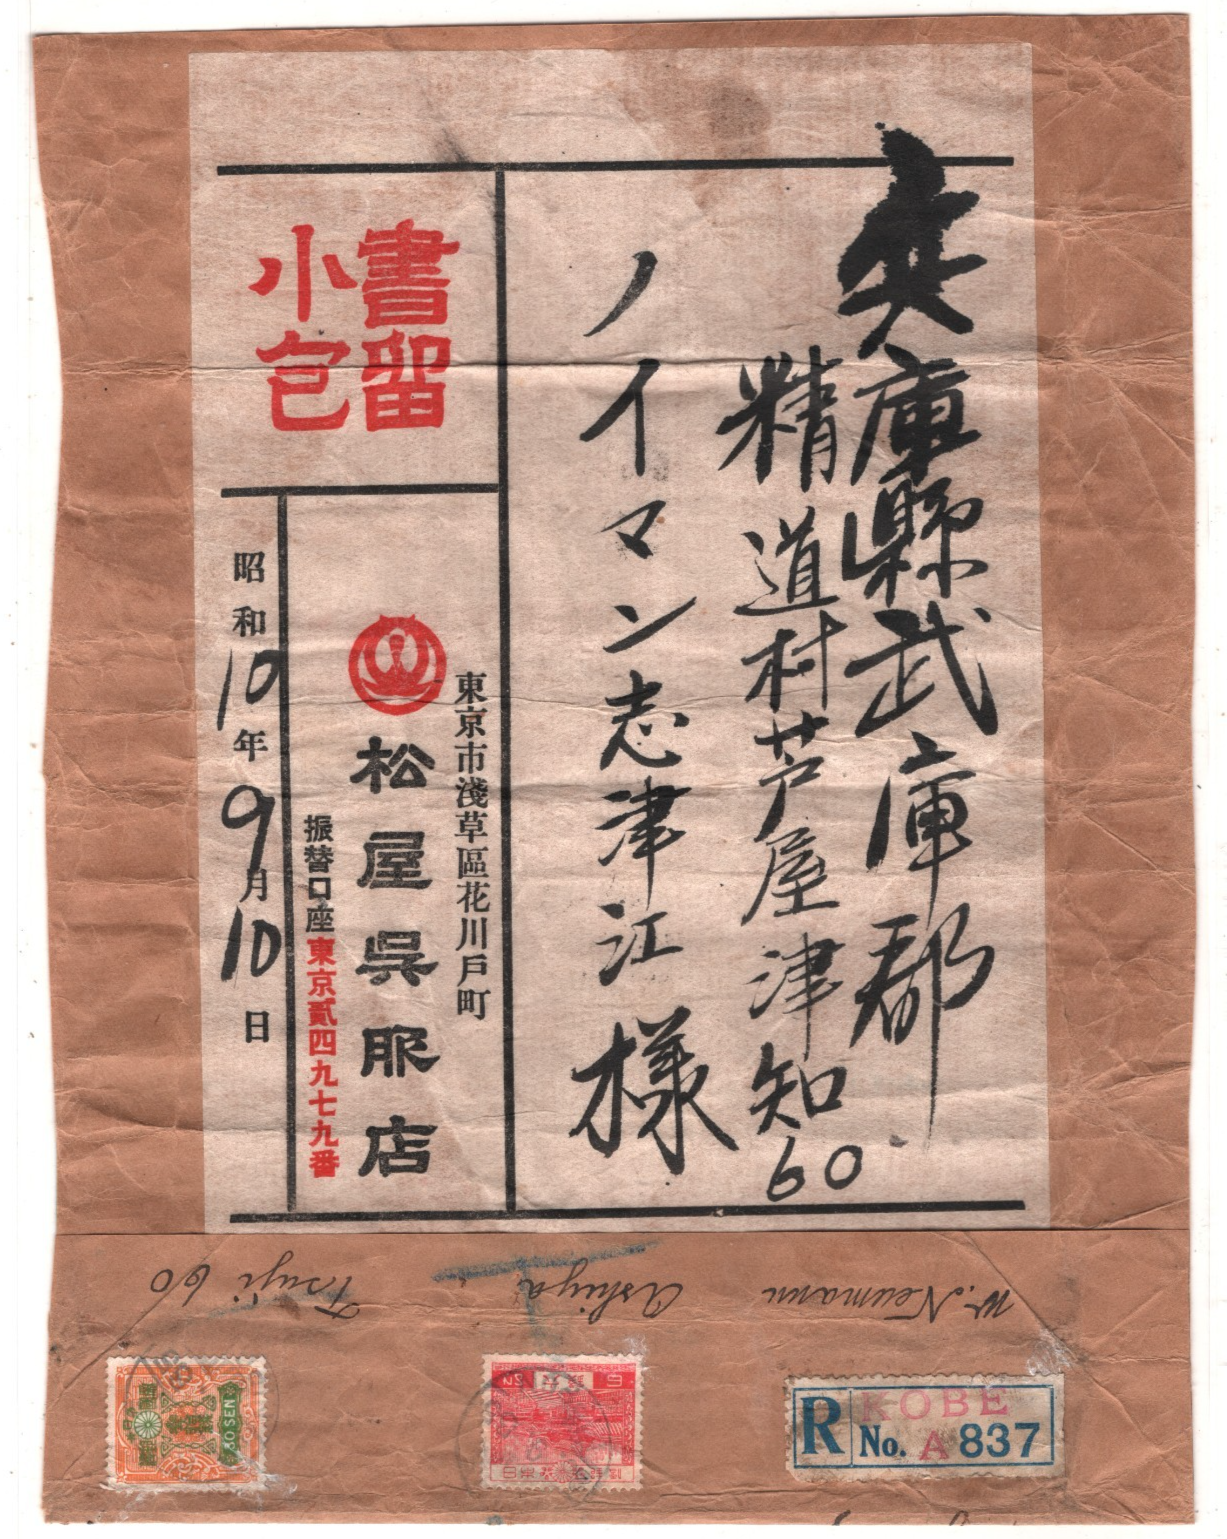 兵庫縣武庫郡
精道村芦屋津知60
ノイマン志津江様
書留
小包
東京市淺草區花川戸町
松屋呉服店
振替口座東京貳四九七九番
昭和10年9月10日
W. Neumann Ashiya Tsuji 60
30 SEN
R KOBE
No. A 837